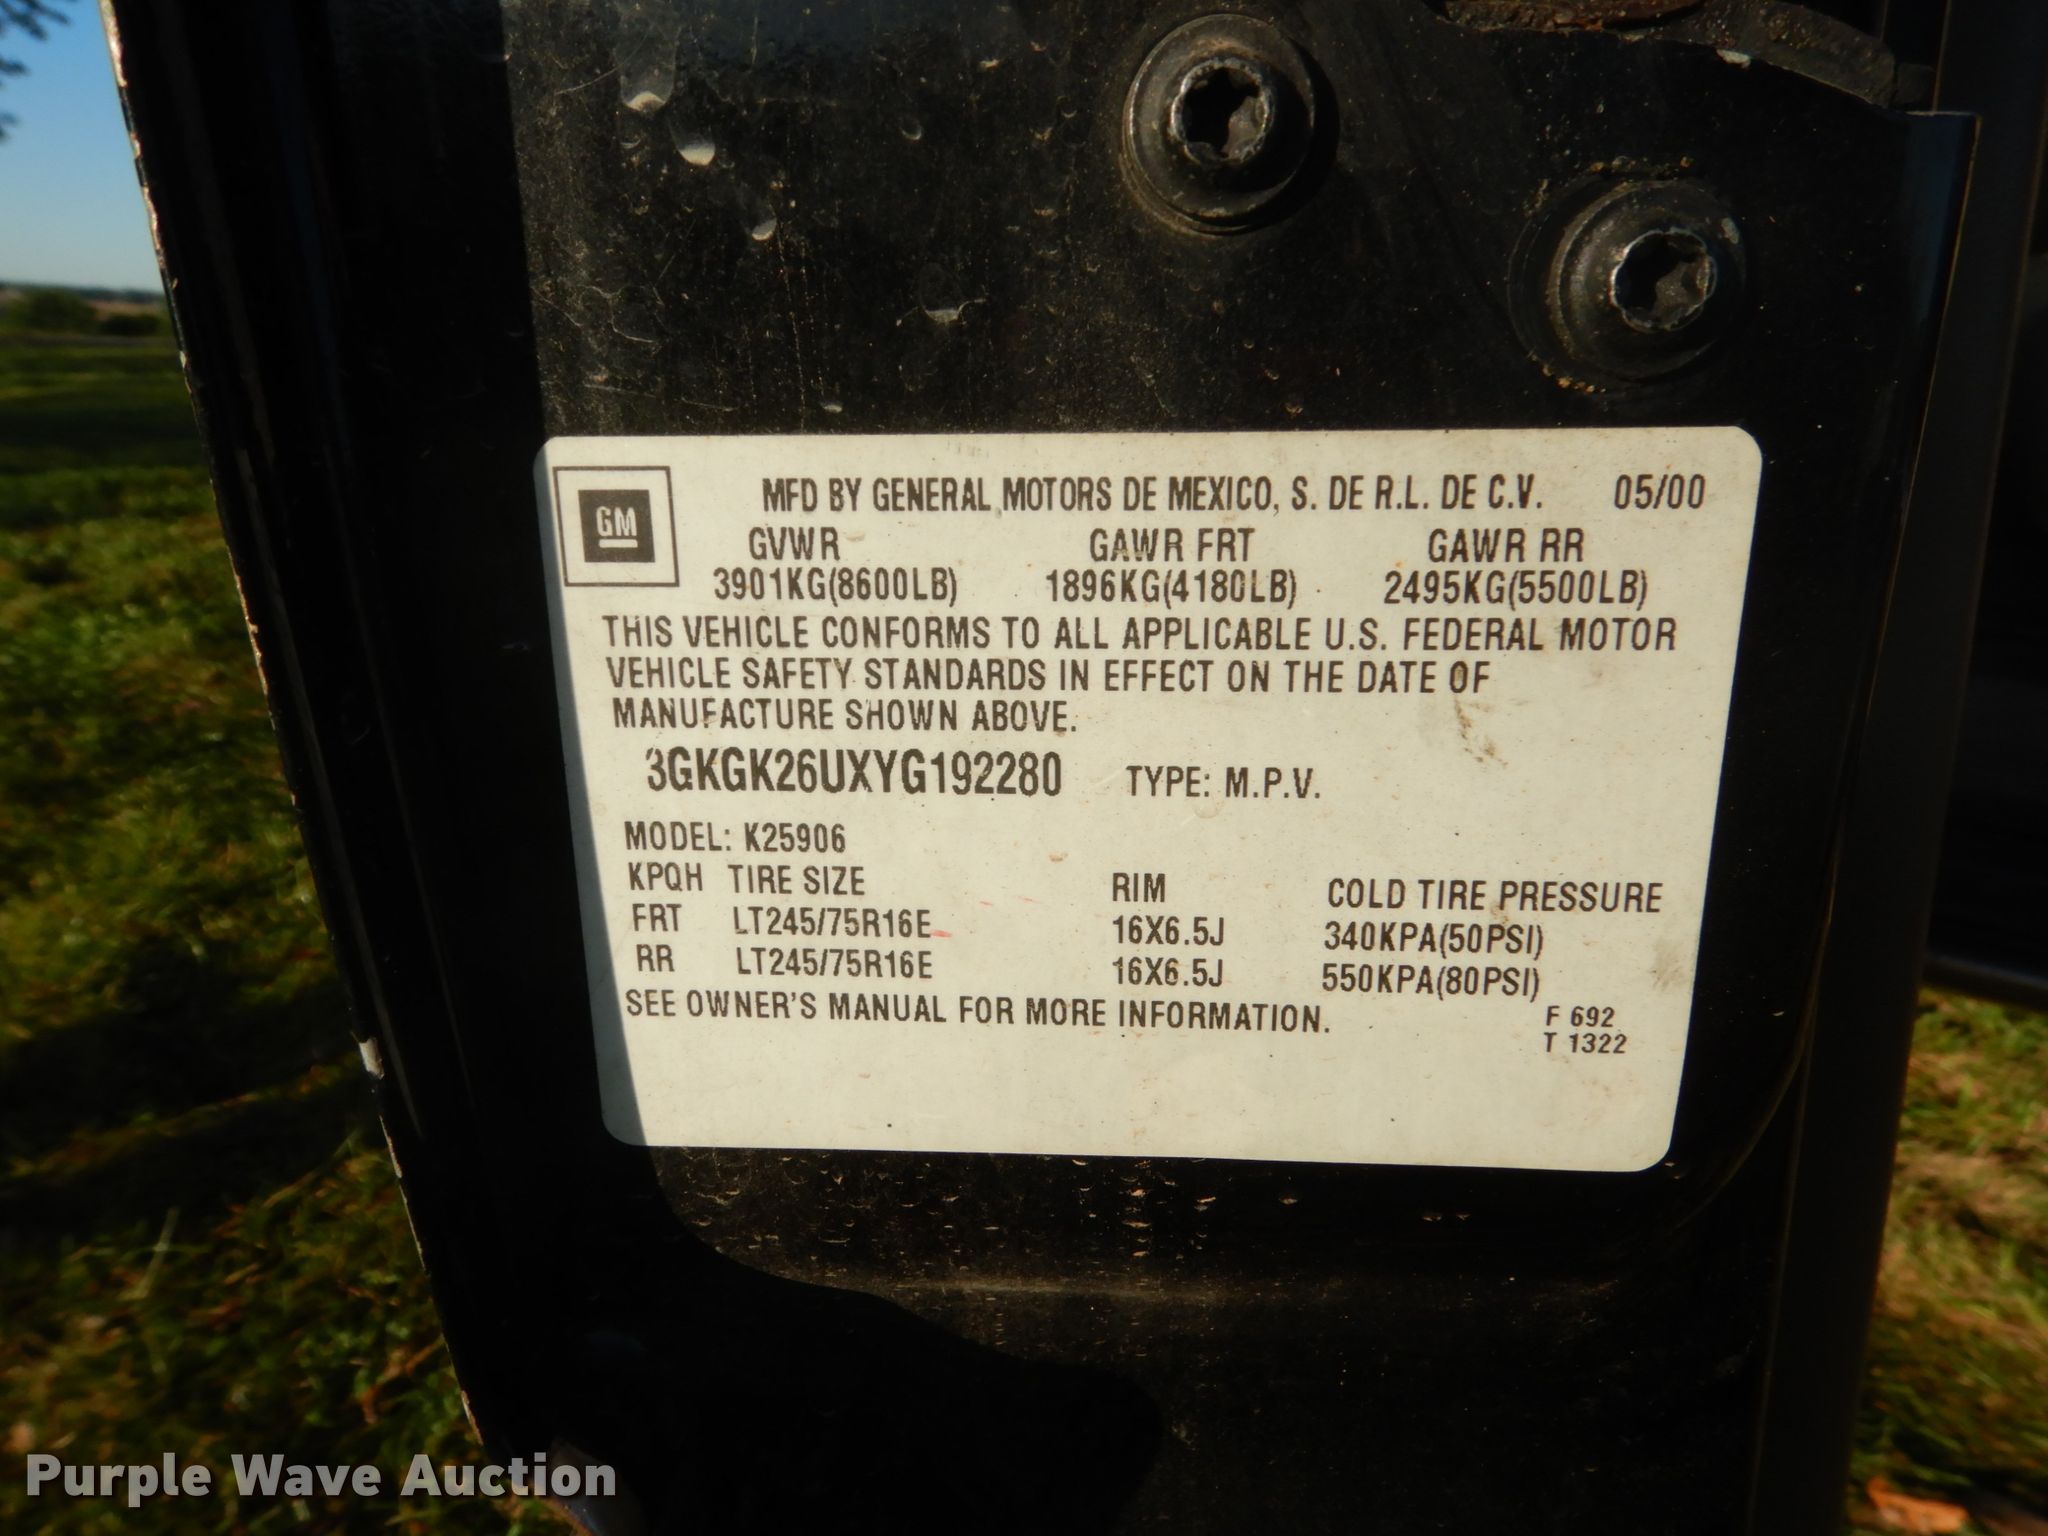 GM
MFD BY GENERAL MOTORS DE MEXICO, S. DE R.L. DE C.V. 05/00
GVWR GAWR FRT GAWR RR
3901KG(8600LB) 1896KG(4180LB) 2495KG(5500LB)
THIS VEHICLE CONFORMS TO ALL APPLICABLE U.S. FEDERAL MOTOR
VEHICLE SAFETY STANDARDS IN EFFECT ON THE DATE OF
MANUFACTURE SHOWN ABOVE.
3GKGK26UXYG192280 TYPE: M.P.V.
MODEL: K25906
KPQH TIRE SIZE RIM COLD TIRE PRESSURE
FRT LT245/75R16E 16X6.5J 340KPA(50PSI)
RR LT245/75R16E 16X6.5J 550KPA(80PSI)
SEE OWNER'S MANUAL FOR MORE INFORMATION.
F 692
T 1322
Purple Wave Auction